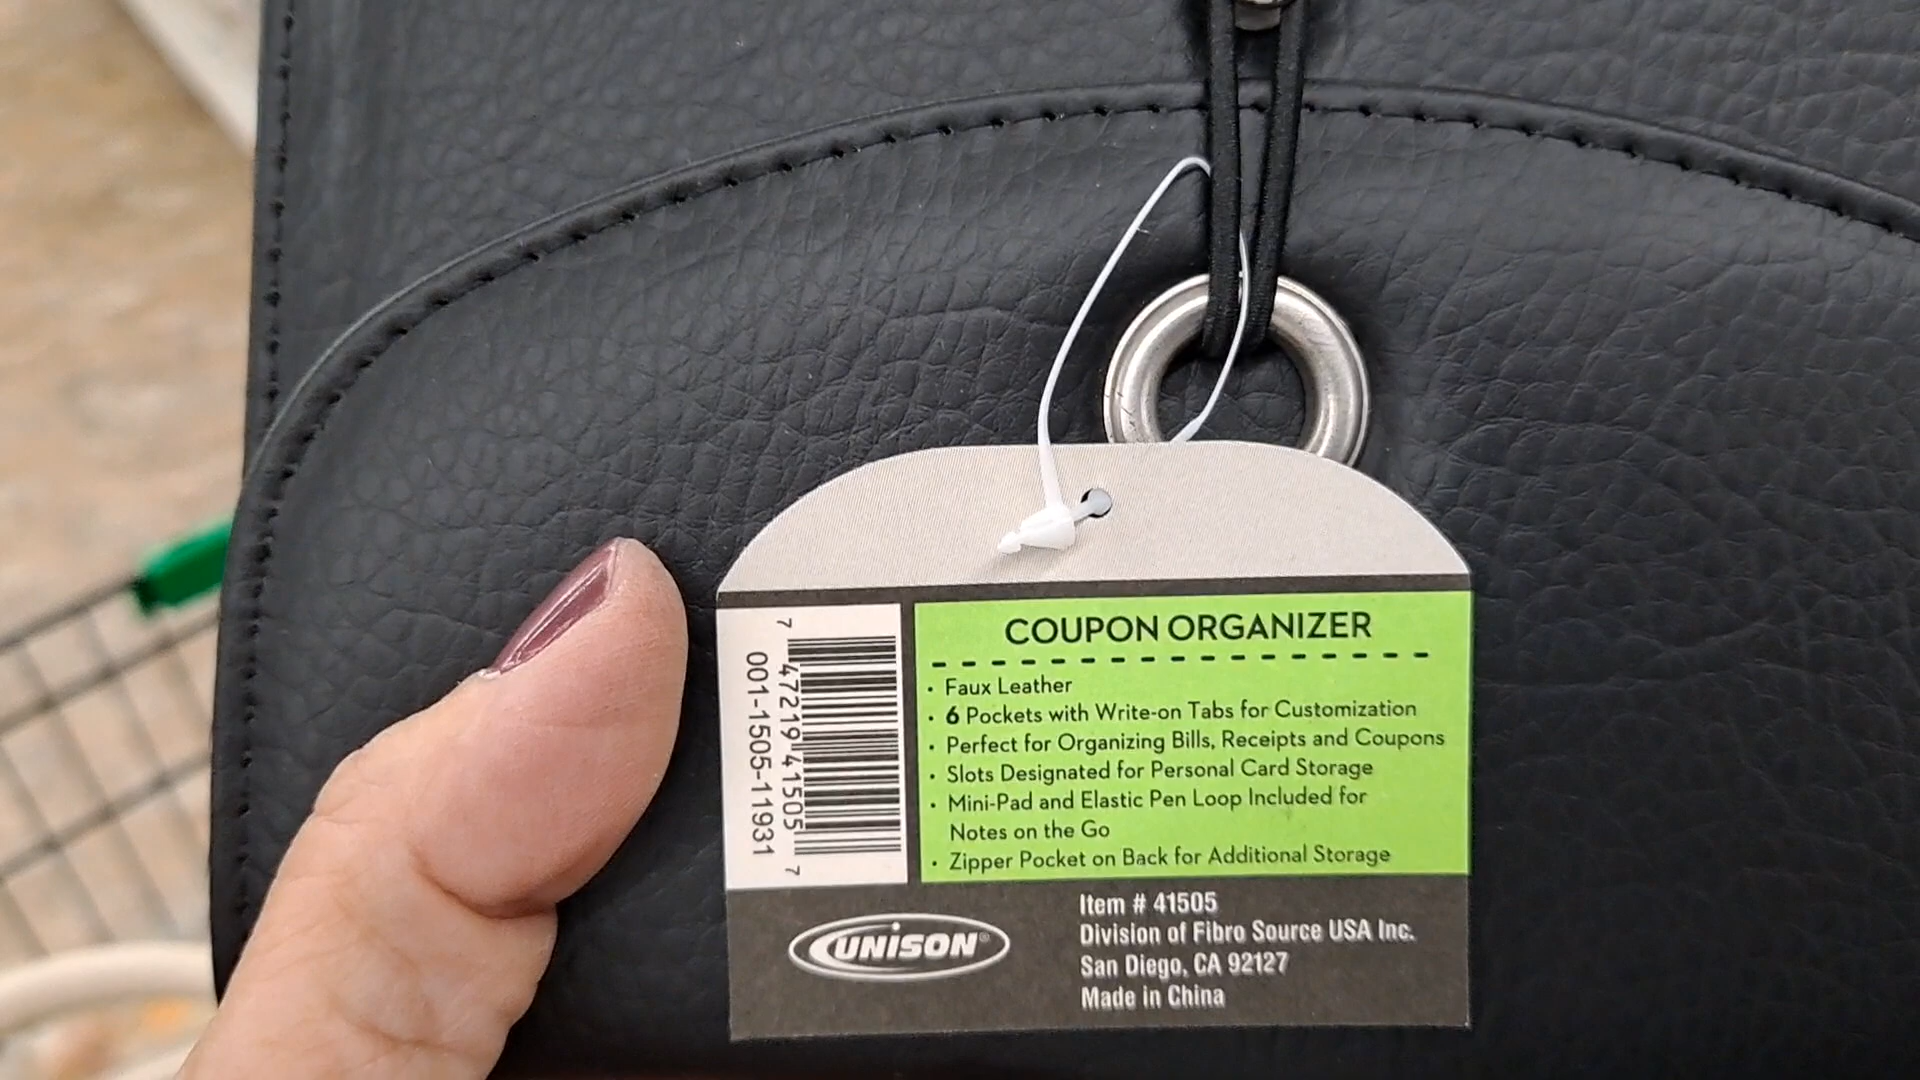 COUPON ORGANIZER
• Faux Leather
• 6 Pockets with Write-on Tabs for Customization
• Perfect for Organizing Bills, Receipts and Coupons
• Slots Designated for Personal Card Storage
• Mini-Pad and Elastic Pen Loop Included for
Notes on the Go
• Zipper Pocket on Back for Additional Storage
7 47219 41505 7
001-1505-11931
UNiSON®
Item # 41505
Division of Fibro Source USA Inc.
San Diego, CA 92127
Made in China